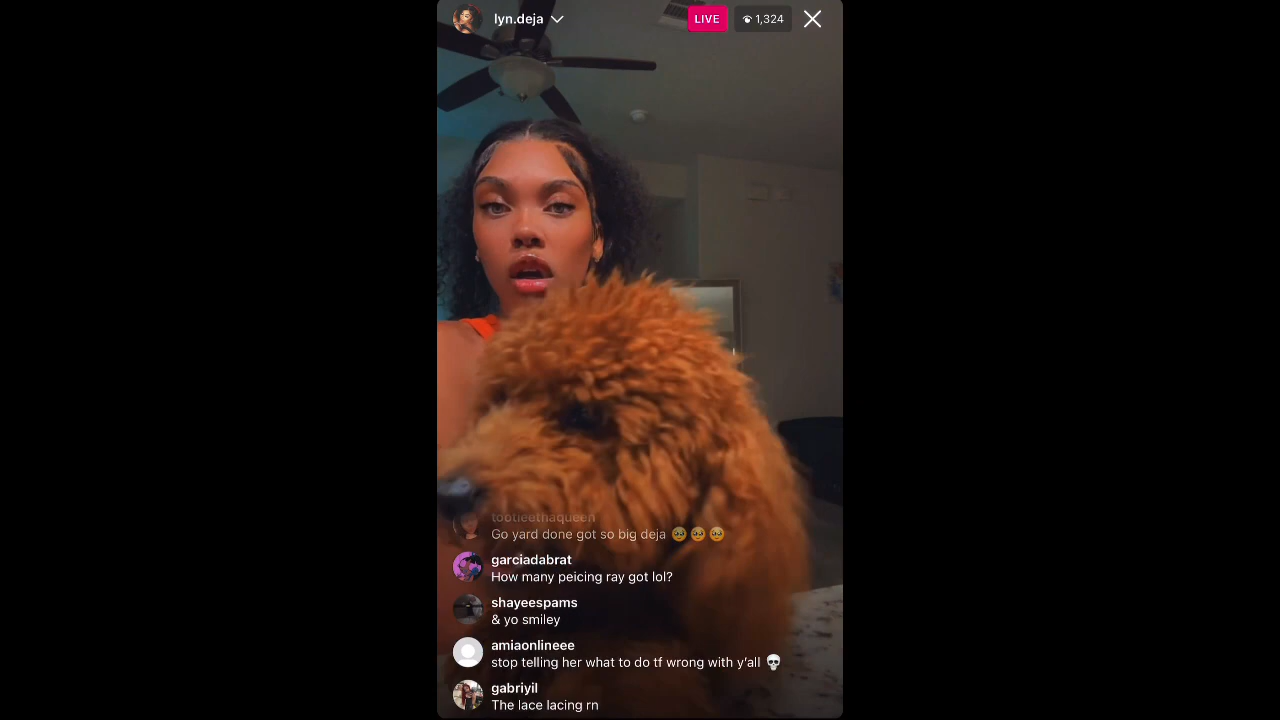 lyn.deja
LIVE
1,324
tootieethaqueen
Go yard done got so big deja 🥹🥹🥹
garciadabrat
How many peicing ray got lol?
shayeespams
& yo smiley
amiaonlineee
stop telling her what to do tf wrong with y'all 💀
gabriyil
The lace lacing rn